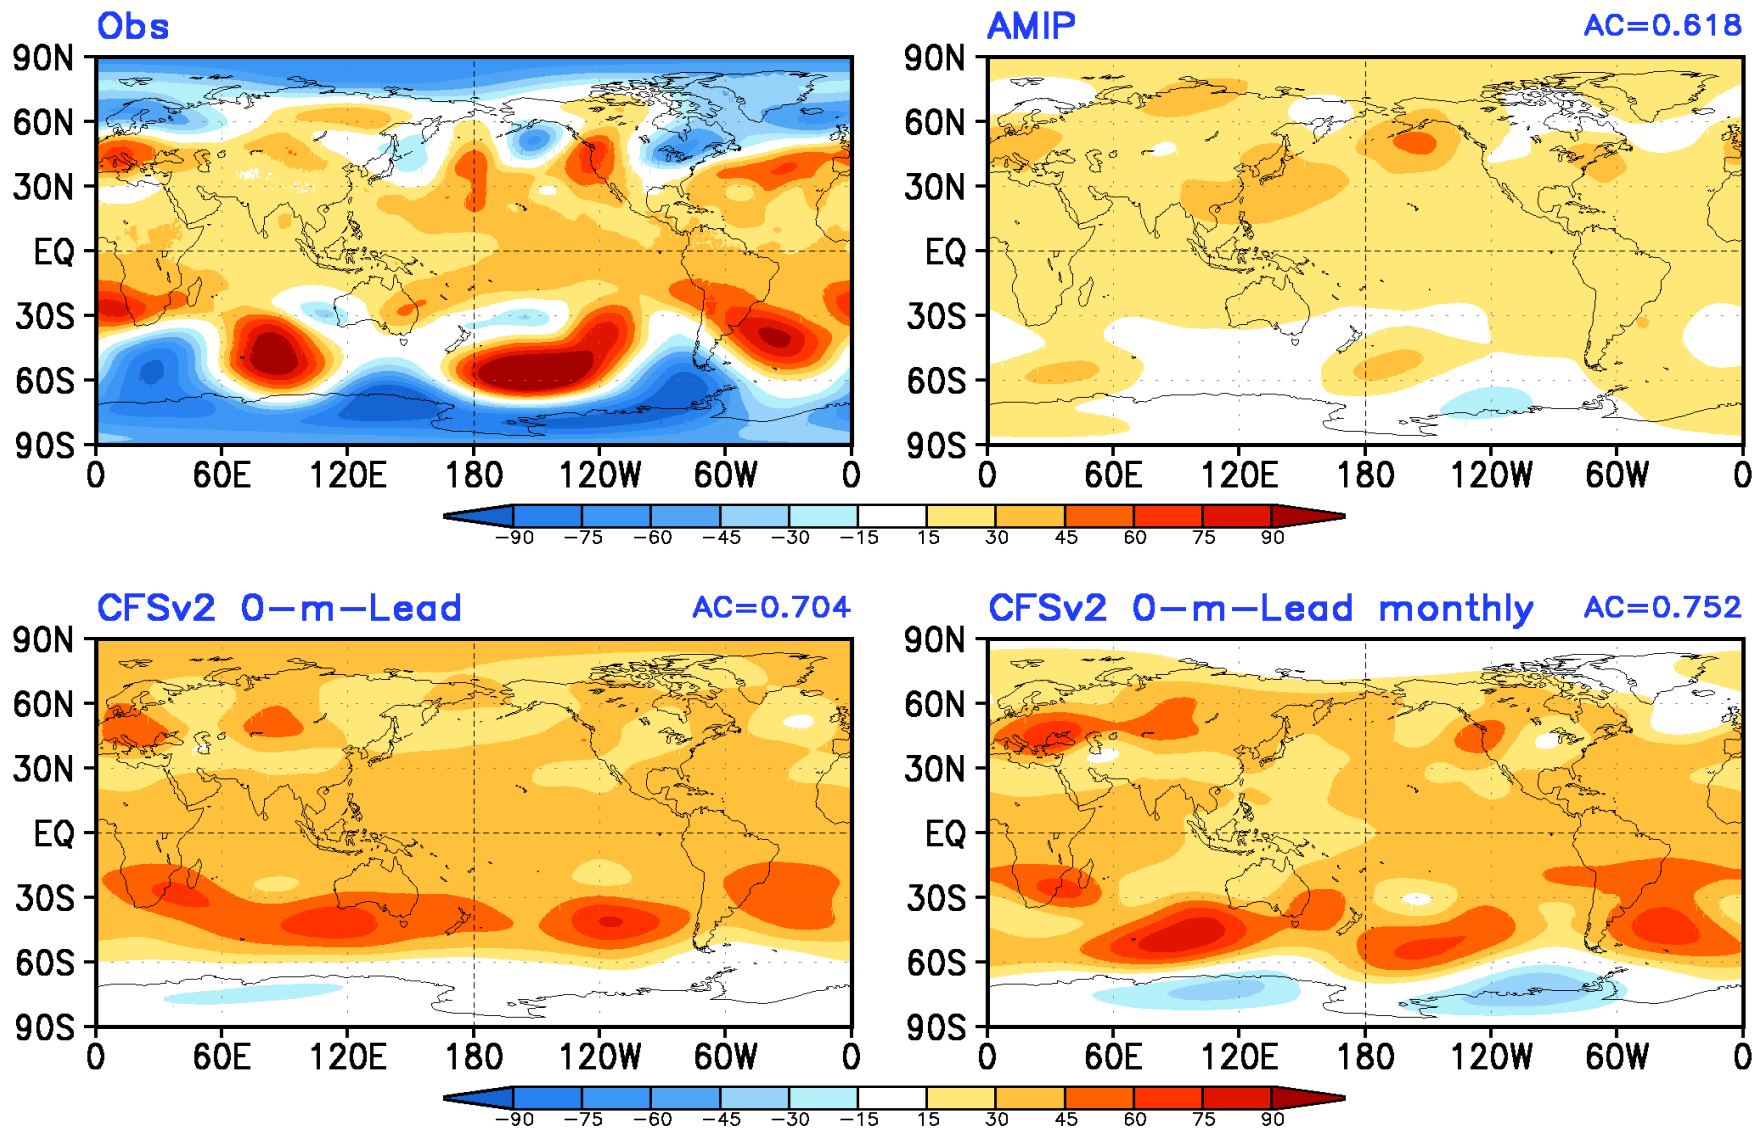 Obs
AMIP AC=0.618
90N 90N
60N 60N
30N 30N
EQ EQ
30S 30S
60S 60S
90S 90S
0 60E 120E 180 120W 60W 0 0 60E 120E 180 120W 60W 0
-90 -75 -60 -45 -30 -15 15 30 45 60 75 90
CFSv2 0-m-Lead AC=0.704
CFSv2 0-m-Lead monthly AC=0.752
90N 90N
60N 60N
30N 30N
EQ EQ
30S 30S
60S 60S
90S 90S
0 60E 120E 180 120W 60W 0 0 60E 120E 180 120W 60W 0
-90 -75 -60 -45 -30 -15 15 30 45 60 75 90